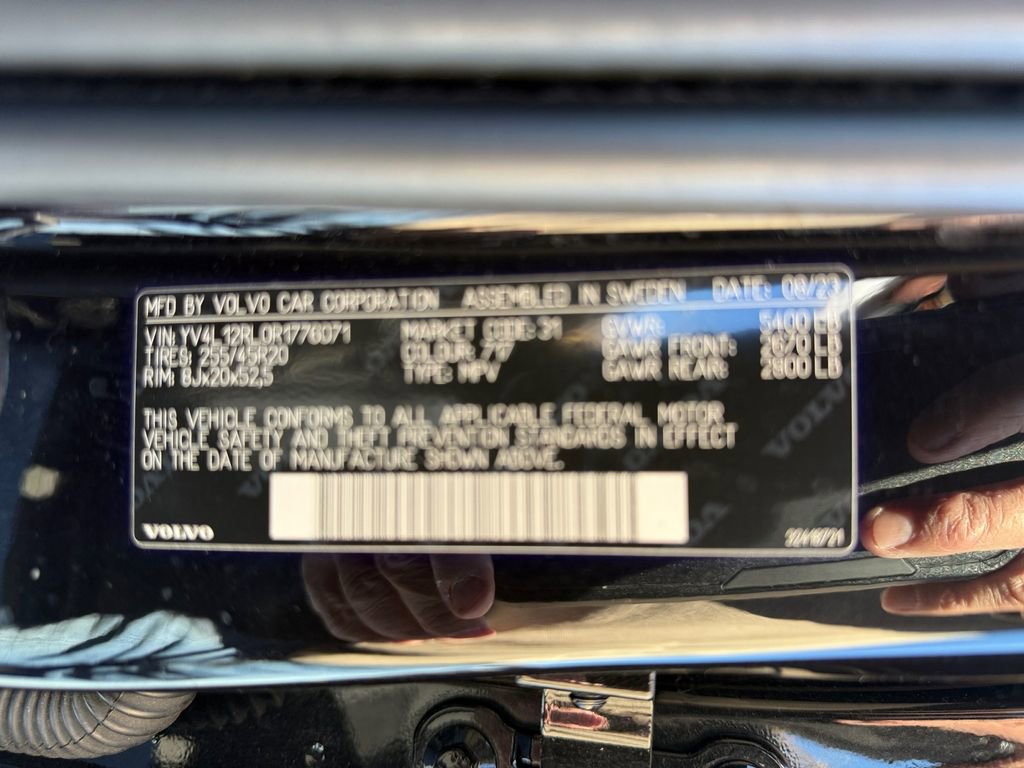 MFD BY VOLVO CAR CORPORATION ASSEMBLED IN SWEDEN DATE: 08/23
VIN: MARKET CODE: 31 GVWR: 5400 LB
TIRES: 255/45R20 COLOUR: GAWR FRONT: 2670 LB
RIM: 8Jx20x52,5 TYPE: MPV GAWR REAR: 2800 LB
THIS VEHICLE CONFORMS TO ALL APPLICABLE FEDERAL MOTOR
VEHICLE SAFETY AND THEFT PREVENTION STANDARDS IN EFFECT
ON THE DATE OF MANUFACTURE SHOWN ABOVE.
VOLVO